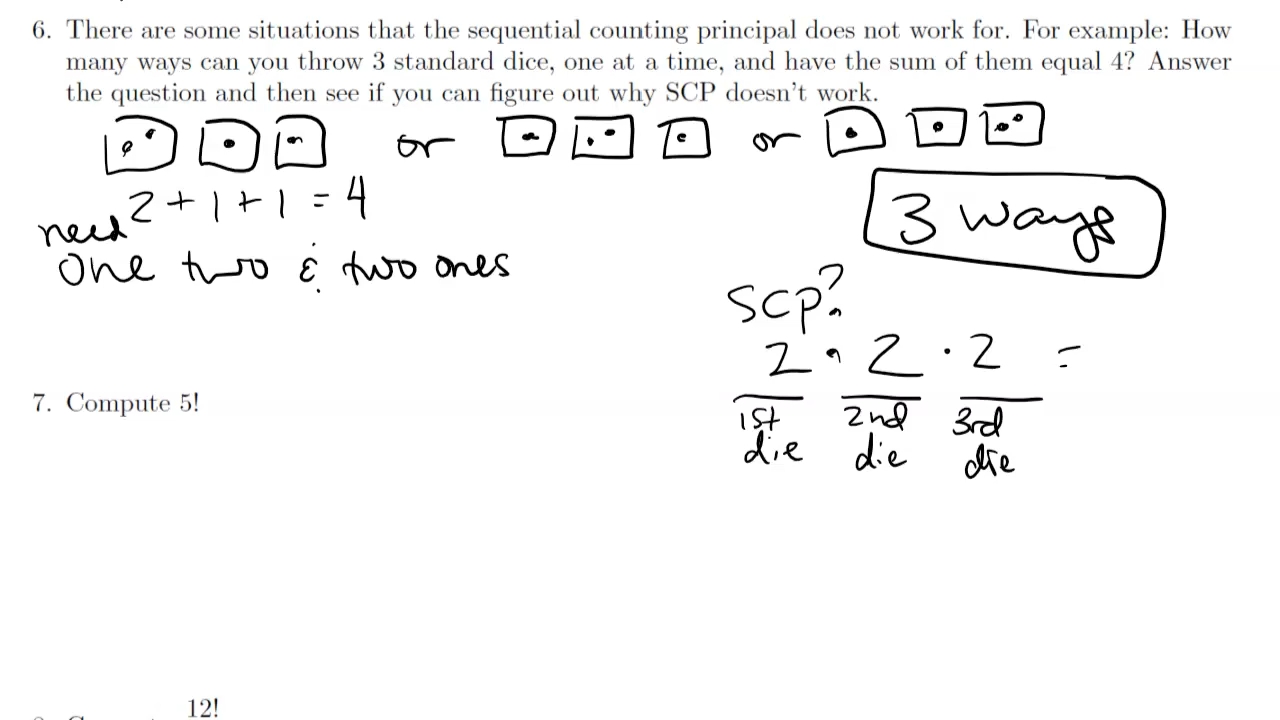 6. There are some situations that the sequential counting principal does not work for. For example: How
many ways can you throw 3 standard dice, one at a time, and have the sum of them equal 4? Answer
the question and then see if you can figure out why SCP doesn't work.
or or
2 + 1 + 1 = 4
3 ways
need
one two & two ones
SCP?
2 · 2 · 2 =
7. Compute 5!
1st 2nd 3rd
die die die
12!